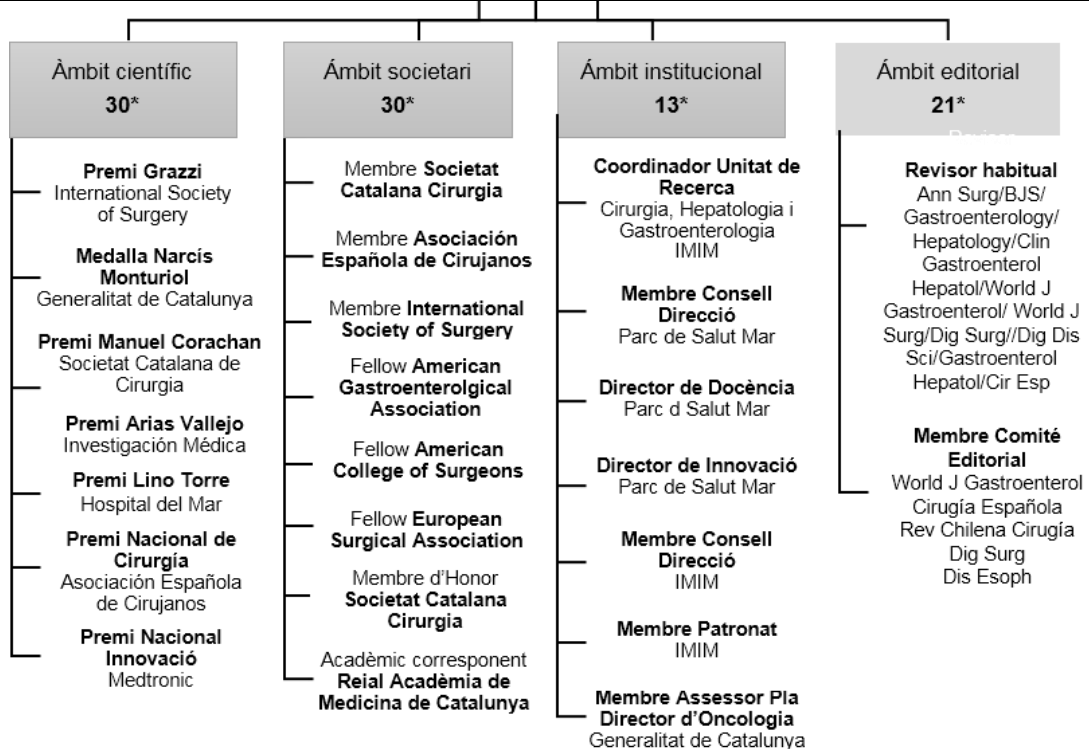 Àmbit científic
30*
Premi Grazzi
International Society
of Surgery
Medalla Narcís
Monturiol
Generalitat de Catalunya
Premi Manuel Corachan
Societat Catalana de
Cirurgia
Premi Arias Vallejo
Investigación Médica
Premi Lino Torre
Hospital del Mar
Premi Nacional de
Cirurgía
Asociación Española
de Cirujanos
Premi Nacional
Innovació
Medtronic
Ámbit societari
30*
Membre Societat
Catalana Cirurgia
Membre Asociación
Española de Cirujanos
Membre International
Society of Surgery
Fellow American
Gastroenterolgical
Association
Fellow American
College of Surgeons
Fellow European
Surgical Association
Membre d'Honor
Societat Catalana
Cirurgia
Acadèmic corresponent
Reial Acadèmia de
Medicina de Catalunya
Ámbit institucional
13*
Coordinador Unitat de
Recerca
Cirurgia, Hepatologia i
Gastroenterologia
IMIM
Membre Consell
Direcció
Parc de Salut Mar
Director de Docència
Parc d Salut Mar
Director de Innovació
Parc de Salut Mar
Membre Consell
Direcció
IMIM
Membre Patronat
IMIM
Membre Assessor Pla
Director d'Oncologia
Generalitat de Catalunya
Ámbit editorial
21*
Revisor habitual
Ann Surg/BJS/
Gastroenterology/
Hepatology/Clin
Gastroenterol
Hepatol/World J
Gastroenterol/ World J
Surg/Dig Surg//Dig Dis
Sci/Gastroenterol
Hepatol/Cir Esp
Membre Comité
Editorial
World J Gastroenterol
Cirugía Española
Rev Chilena Cirugía
Dig Surg
Dis Esoph